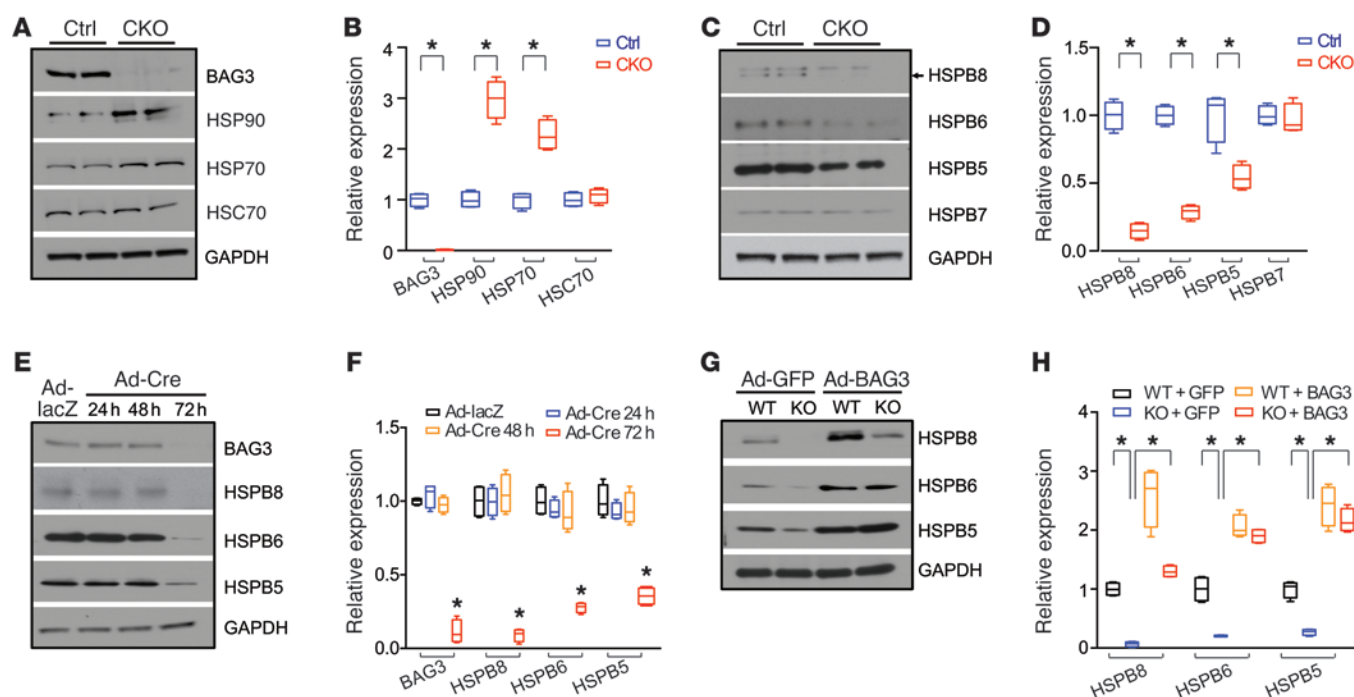 A
Ctrl CKO
BAG3
HSP90
HSP70
HSC70
GAPDH
B
Relative expression
4
3
2
1
0
* * *
Ctrl
CKO
BAG3 HSP90 HSP70 HSC70
C
Ctrl CKO
HSPB8
HSPB6
HSPB5
HSPB7
GAPDH
D
Relative expression
1.5
1.0
0.5
0.0
* * *
Ctrl
CKO
HSPB8 HSPB6 HSPB5 HSPB7
E
Ad-
lacZ
Ad-Cre
24 h 48 h 72 h
BAG3
HSPB8
HSPB6
HSPB5
GAPDH
F
Relative expression
1.5
1.0
0.5
0.0
Ad-lacZ Ad-Cre 24 h
Ad-Cre 48 h Ad-Cre 72 h
* * * *
BAG3 HSPB8 HSPB6 HSPB5
G
Ad-GFP Ad-BAG3
WT KO WT KO
HSPB8
HSPB6
HSPB5
GAPDH
H
Relative expression
4
3
2
1
0
WT + GFP WT + BAG3
KO + GFP KO + BAG3
* * * * * *
HSPB8 HSPB6 HSPB5